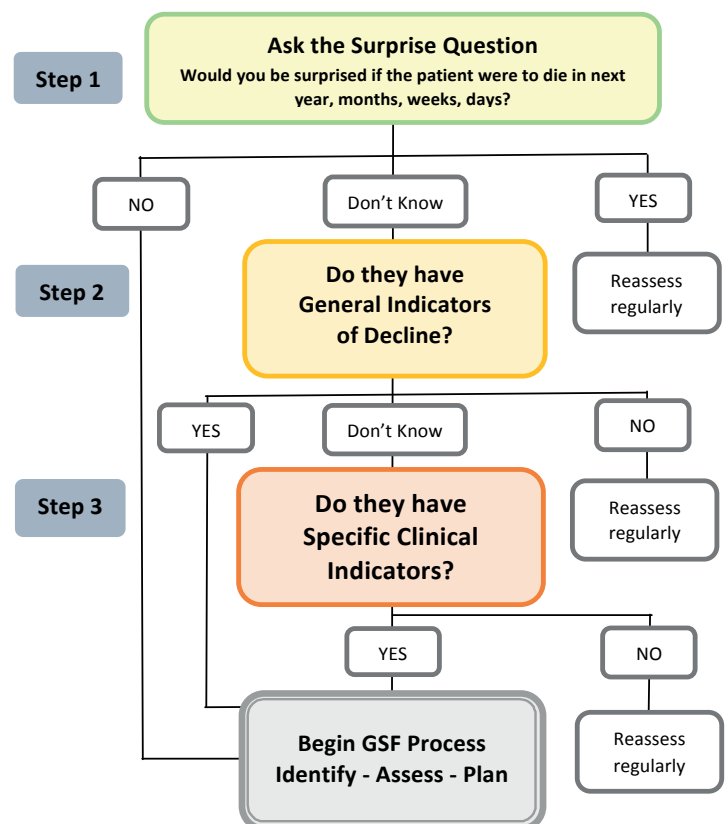 Step 1
Ask the Surprise Question
Would you be surprised if the patient were to die in next
year, months, weeks, days?
NO
Don't Know
YES
Step 2
Do they have
General Indicators
of Decline?
Reassess
regularly
YES
Don't Know
NO
Step 3
Do they have
Specific Clinical
Indicators?
Reassess
regularly
YES
NO
Begin GSF Process
Identify - Assess - Plan
Reassess
regularly